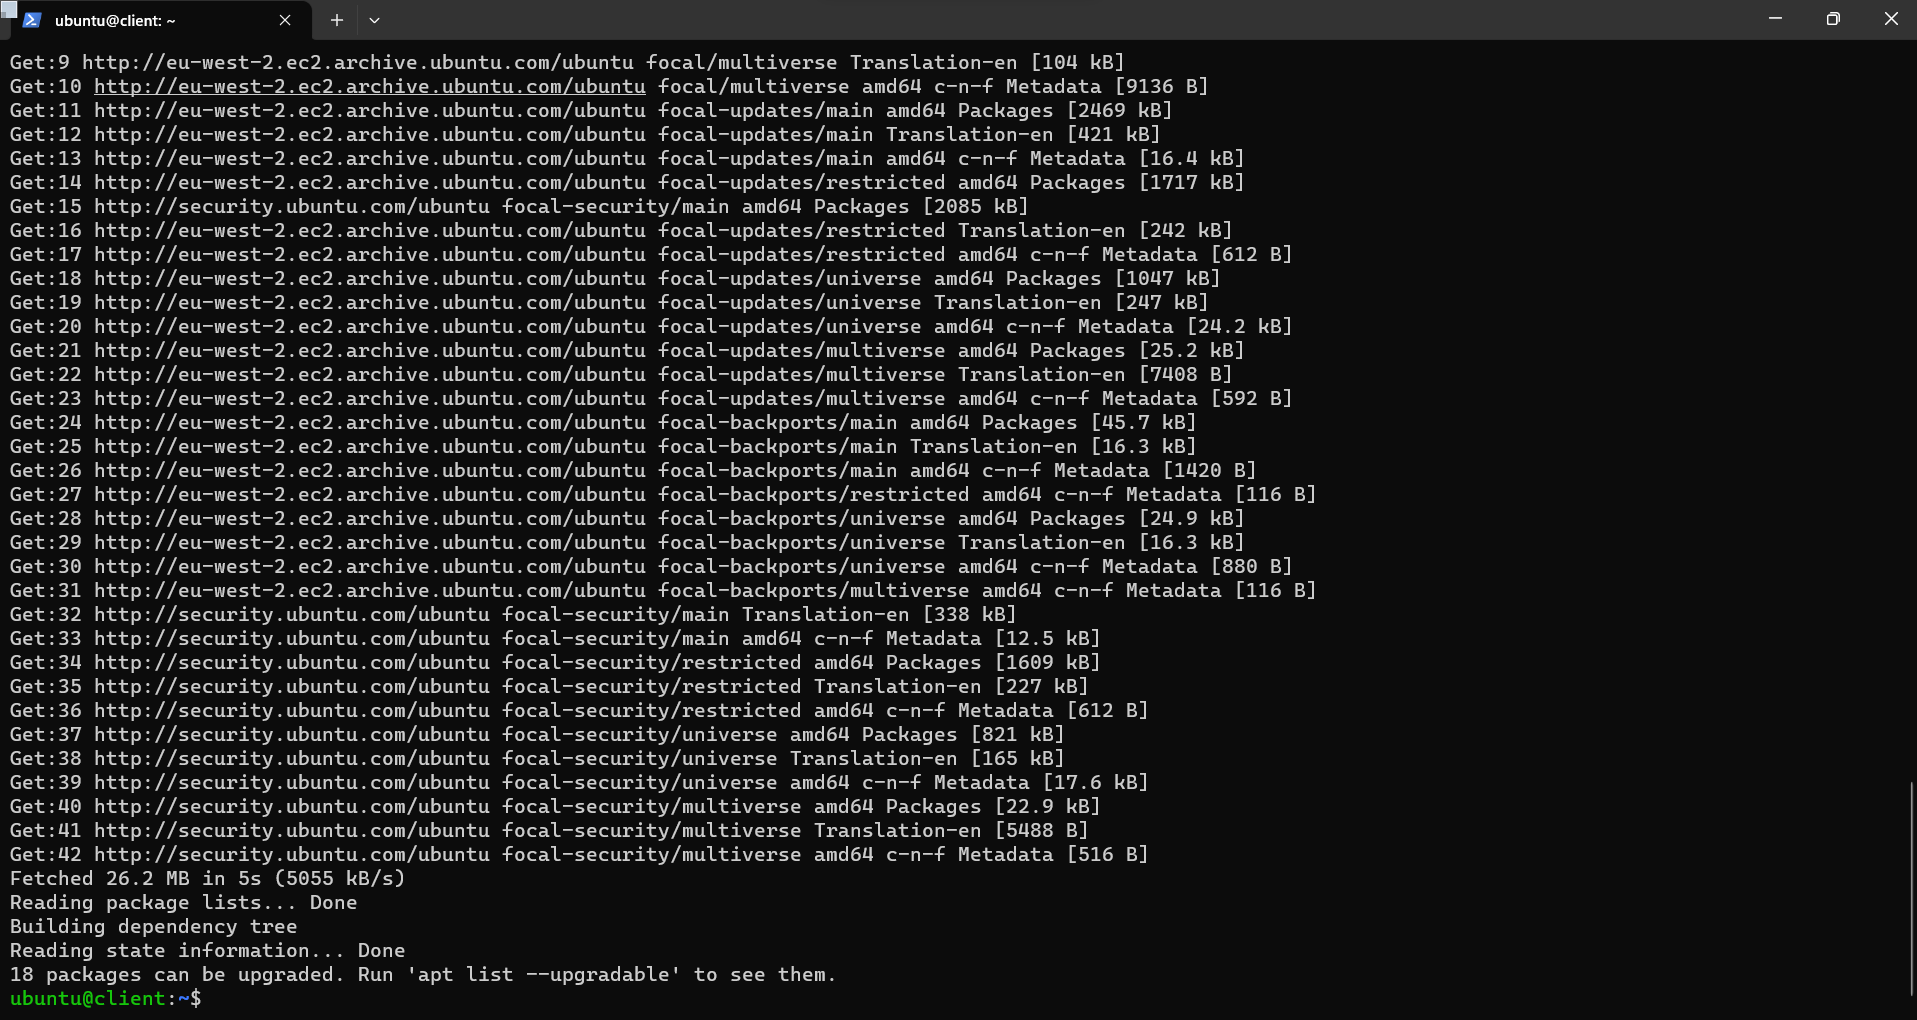 ubuntu@client: ~
Get:9 http://eu-west-2.ec2.archive.ubuntu.com/ubuntu focal/multiverse Translation-en [104 kB]
Get:10 http://eu-west-2.ec2.archive.ubuntu.com/ubuntu focal/multiverse amd64 c-n-f Metadata [9136 B]
Get:11 http://eu-west-2.ec2.archive.ubuntu.com/ubuntu focal-updates/main amd64 Packages [2469 kB]
Get:12 http://eu-west-2.ec2.archive.ubuntu.com/ubuntu focal-updates/main Translation-en [421 kB]
Get:13 http://eu-west-2.ec2.archive.ubuntu.com/ubuntu focal-updates/main amd64 c-n-f Metadata [16.4 kB]
Get:14 http://eu-west-2.ec2.archive.ubuntu.com/ubuntu focal-updates/restricted amd64 Packages [1717 kB]
Get:15 http://security.ubuntu.com/ubuntu focal-security/main amd64 Packages [2085 kB]
Get:16 http://eu-west-2.ec2.archive.ubuntu.com/ubuntu focal-updates/restricted Translation-en [242 kB]
Get:17 http://eu-west-2.ec2.archive.ubuntu.com/ubuntu focal-updates/restricted amd64 c-n-f Metadata [612 B]
Get:18 http://eu-west-2.ec2.archive.ubuntu.com/ubuntu focal-updates/universe amd64 Packages [1047 kB]
Get:19 http://eu-west-2.ec2.archive.ubuntu.com/ubuntu focal-updates/universe Translation-en [247 kB]
Get:20 http://eu-west-2.ec2.archive.ubuntu.com/ubuntu focal-updates/universe amd64 c-n-f Metadata [24.2 kB]
Get:21 http://eu-west-2.ec2.archive.ubuntu.com/ubuntu focal-updates/multiverse amd64 Packages [25.2 kB]
Get:22 http://eu-west-2.ec2.archive.ubuntu.com/ubuntu focal-updates/multiverse Translation-en [7408 B]
Get:23 http://eu-west-2.ec2.archive.ubuntu.com/ubuntu focal-updates/multiverse amd64 c-n-f Metadata [592 B]
Get:24 http://eu-west-2.ec2.archive.ubuntu.com/ubuntu focal-backports/main amd64 Packages [45.7 kB]
Get:25 http://eu-west-2.ec2.archive.ubuntu.com/ubuntu focal-backports/main Translation-en [16.3 kB]
Get:26 http://eu-west-2.ec2.archive.ubuntu.com/ubuntu focal-backports/main amd64 c-n-f Metadata [1420 B]
Get:27 http://eu-west-2.ec2.archive.ubuntu.com/ubuntu focal-backports/restricted amd64 c-n-f Metadata [116 B]
Get:28 http://eu-west-2.ec2.archive.ubuntu.com/ubuntu focal-backports/universe amd64 Packages [24.9 kB]
Get:29 http://eu-west-2.ec2.archive.ubuntu.com/ubuntu focal-backports/universe Translation-en [16.3 kB]
Get:30 http://eu-west-2.ec2.archive.ubuntu.com/ubuntu focal-backports/universe amd64 c-n-f Metadata [880 B]
Get:31 http://eu-west-2.ec2.archive.ubuntu.com/ubuntu focal-backports/multiverse amd64 c-n-f Metadata [116 B]
Get:32 http://security.ubuntu.com/ubuntu focal-security/main Translation-en [338 kB]
Get:33 http://security.ubuntu.com/ubuntu focal-security/main amd64 c-n-f Metadata [12.5 kB]
Get:34 http://security.ubuntu.com/ubuntu focal-security/restricted amd64 Packages [1609 kB]
Get:35 http://security.ubuntu.com/ubuntu focal-security/restricted Translation-en [227 kB]
Get:36 http://security.ubuntu.com/ubuntu focal-security/restricted amd64 c-n-f Metadata [612 B]
Get:37 http://security.ubuntu.com/ubuntu focal-security/universe amd64 Packages [821 kB]
Get:38 http://security.ubuntu.com/ubuntu focal-security/universe Translation-en [165 kB]
Get:39 http://security.ubuntu.com/ubuntu focal-security/universe amd64 c-n-f Metadata [17.6 kB]
Get:40 http://security.ubuntu.com/ubuntu focal-security/multiverse amd64 Packages [22.9 kB]
Get:41 http://security.ubuntu.com/ubuntu focal-security/multiverse Translation-en [5488 B]
Get:42 http://security.ubuntu.com/ubuntu focal-security/multiverse amd64 c-n-f Metadata [516 B]
Fetched 26.2 MB in 5s (5055 kB/s)
Reading package lists... Done
Building dependency tree
Reading state information... Done
18 packages can be upgraded. Run 'apt list --upgradable' to see them.
ubuntu@client:~$